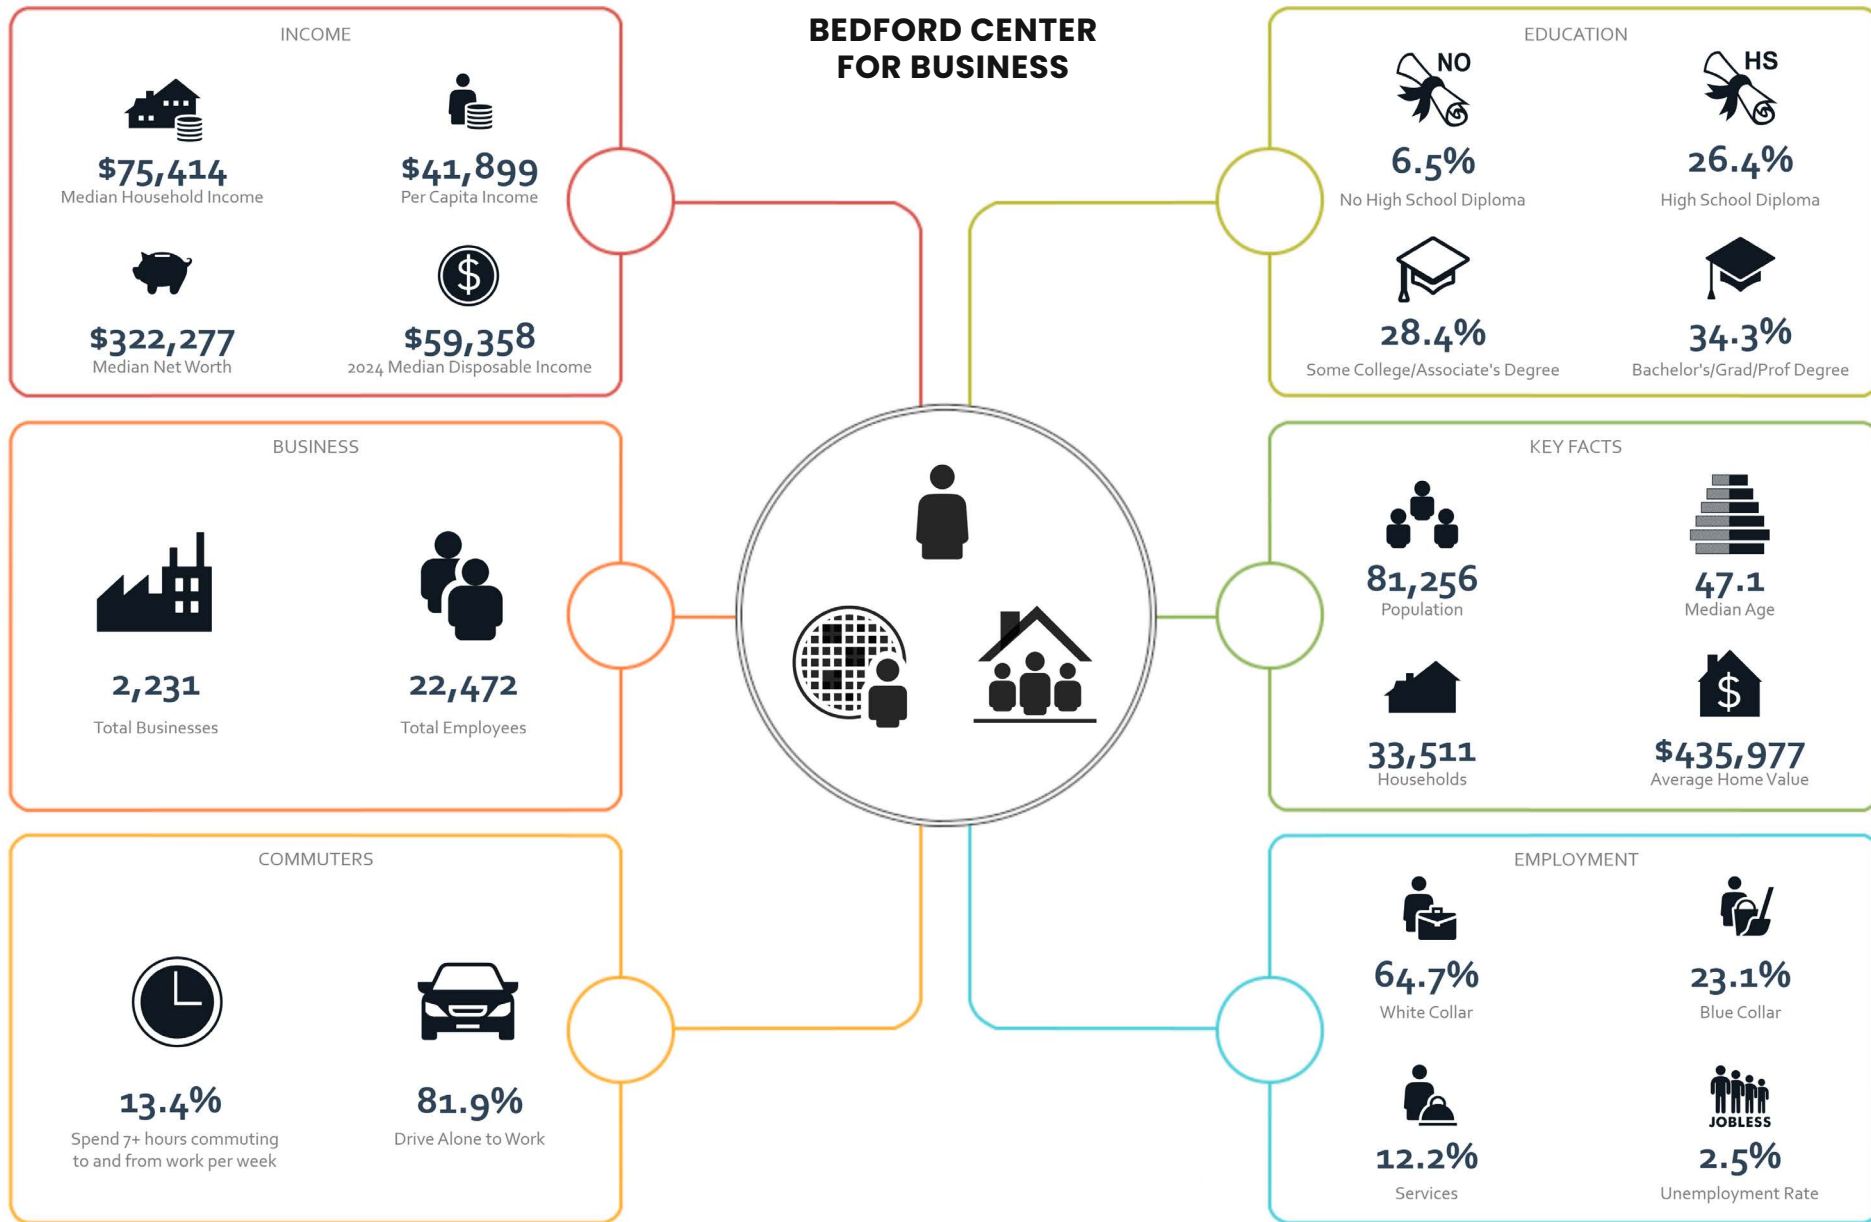 BEDFORD CENTER
FOR BUSINESS
INCOME
$75,414
Median Household Income
$41,899
Per Capita Income
$322,277
Median Net Worth
$
$59,358
2024 Median Disposable Income
BUSINESS
2,231
Total Businesses
22,472
Total Employees
COMMUTERS
13.4%
Spend 7+ hours commuting
to and from work per week
81.9%
Drive Alone to Work
EDUCATION
NO
6.5%
No High School Diploma
HS
26.4%
High School Diploma
28.4%
Some College/Associate's Degree
34.3%
Bachelor's/Grad/Prof Degree
KEY FACTS
81,256
Population
47.1
Median Age
33,511
Households
$
$435,977
Average Home Value
EMPLOYMENT
64.7%
White Collar
23.1%
Blue Collar
12.2%
Services
JOBLESS
2.5%
Unemployment Rate